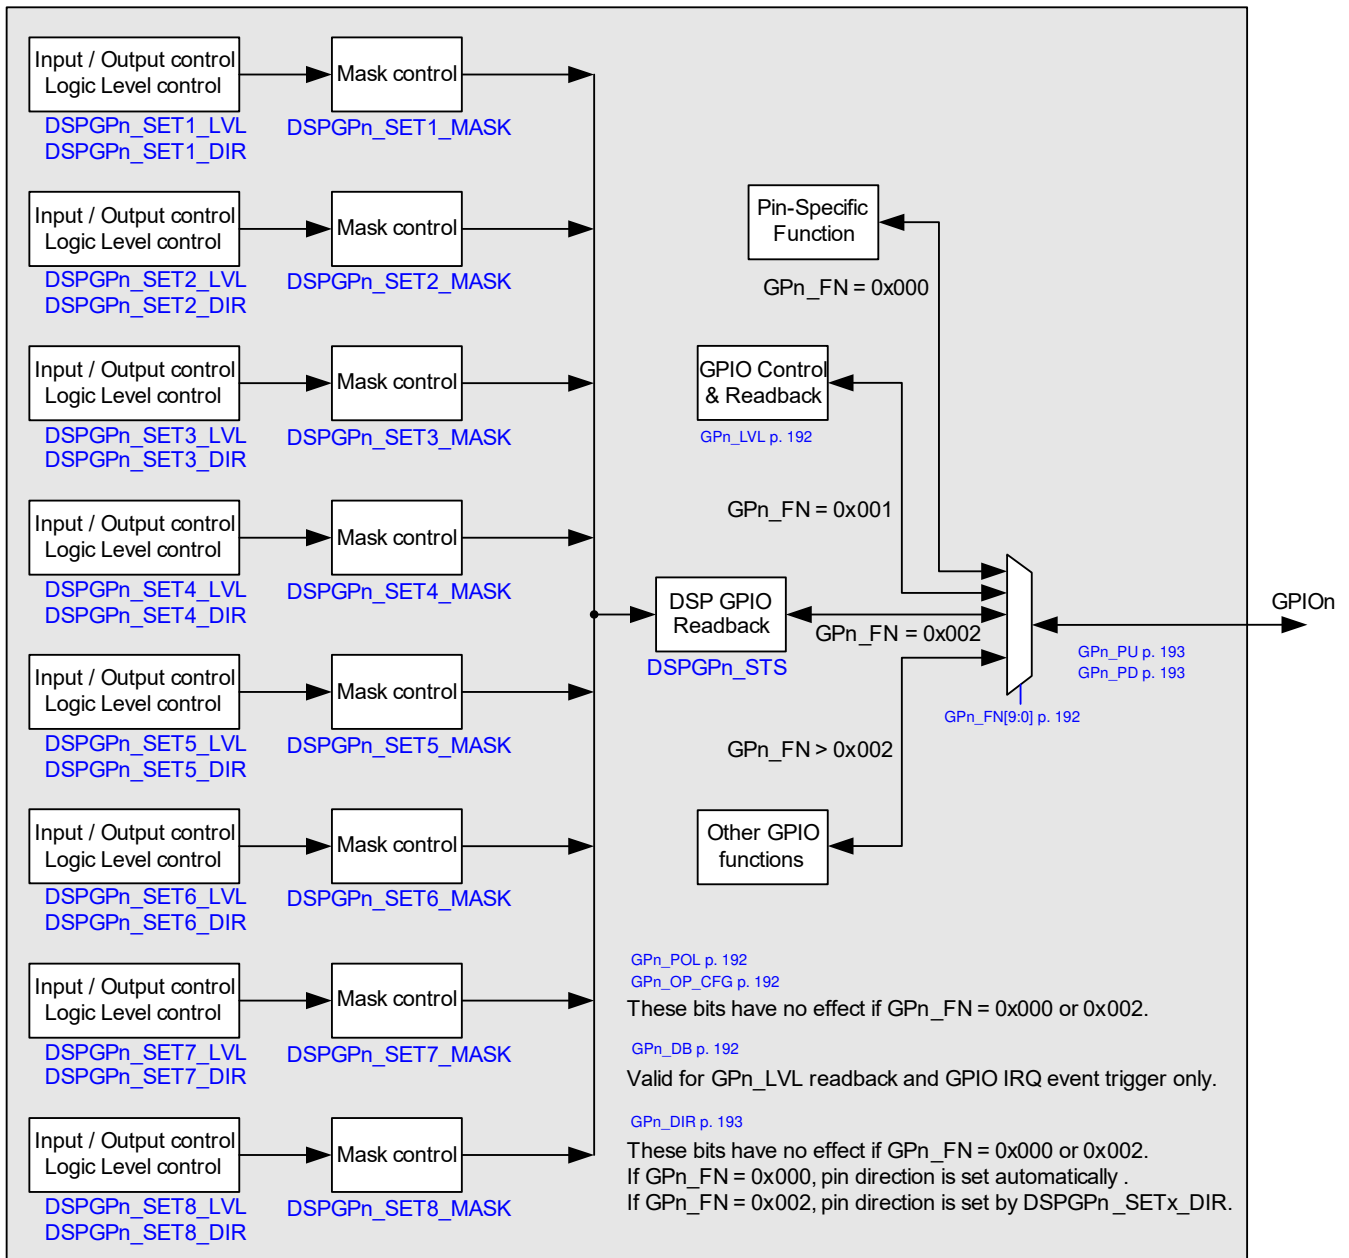 Input / Output control
Logic Level control
Mask control
DSPGPn_SET1_LVL
DSPGPn_SET1_DIR
DSPGPn_SET1_MASK
Input / Output control
Logic Level control
Mask control
DSPGPn_SET2_LVL
DSPGPn_SET2_DIR
DSPGPn_SET2_MASK
Input / Output control
Logic Level control
Mask control
DSPGPn_SET3_LVL
DSPGPn_SET3_DIR
DSPGPn_SET3_MASK
Input / Output control
Logic Level control
Mask control
DSPGPn_SET4_LVL
DSPGPn_SET4_DIR
DSPGPn_SET4_MASK
Input / Output control
Logic Level control
Mask control
DSPGPn_SET5_LVL
DSPGPn_SET5_DIR
DSPGPn_SET5_MASK
Input / Output control
Logic Level control
Mask control
DSPGPn_SET6_LVL
DSPGPn_SET6_DIR
DSPGPn_SET6_MASK
Input / Output control
Logic Level control
Mask control
DSPGPn_SET7_LVL
DSPGPn_SET7_DIR
DSPGPn_SET7_MASK
Input / Output control
Logic Level control
Mask control
DSPGPn_SET8_LVL
DSPGPn_SET8_DIR
DSPGPn_SET8_MASK
Pin-Specific
Function
GPn_FN = 0x000
GPIO Control
& Readback
GPn_LVL p. 192
GPn_FN = 0x001
DSP GPIO
Readback
DSPGPn_STS
GPn_FN = 0x002
GPIOn
GPn_PU p. 193
GPn_PD p. 193
GPn_FN[9:0] p. 192
GPn_FN > 0x002
Other GPIO
functions
GPn_POL p. 192
GPn_OP_CFG p. 192
These bits have no effect if GPn_FN = 0x000 or 0x002.
GPn_DB p. 192
Valid for GPn_LVL readback and GPIO IRQ event trigger only.
GPn_DIR p. 193
These bits have no effect if GPn_FN = 0x000 or 0x002.
If GPn_FN = 0x000, pin direction is set automatically .
If GPn_FN = 0x002, pin direction is set by DSPGPn_SETx_DIR.